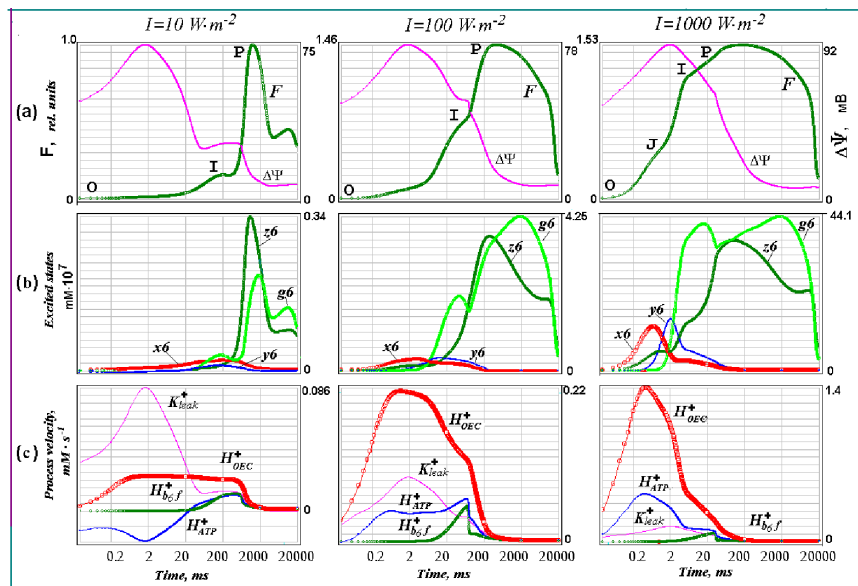 I=10 W·m-2
I=100 W·m-2
I=1000 W·m-2
(a)
F, rel. units
1.0
0
75
0
O
I
P
F
ΔΨ
1.46
0
78
0
O
I
P
F
ΔΨ
1.53
0
92
0
O
J
I
P
F
ΔΨ
ΔΨ, мВ
(b)
Excited states
mM·10^7
0.34
0
z6
g6
x6
y6
4.26
0
g6
z6
x6
y6
44.1
0
g6
z6
y6
x6
(c)
Process velocity,
mM·s-1
0.086
0
K+leak
H+OEC
H+b6f
H+ATP
0.22
0
H+OEC
K+leak
H+ATP
H+b6f
1.4
0
H+OEC
H+ATP
K+leak
H+b6f
0.2 2 20 200 2000 20000
0.2 2 20 200 2000 20000
0.2 2 20 200 2000 20000
Time, ms
Time, ms
Time, ms